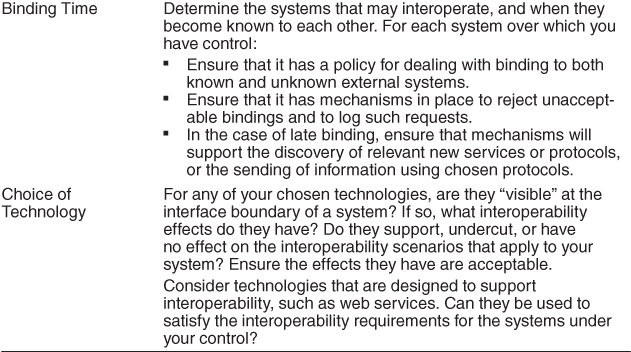 Binding Time
Determine the systems that may interoperate, and when they
become known to each other. For each system over which you
have control:
▪ Ensure that it has a policy for dealing with binding to both
known and unknown external systems.
▪ Ensure that it has mechanisms in place to reject unaccept-
able bindings and to log such requests.
▪ In the case of late binding, ensure that mechanisms will
support the discovery of relevant new services or protocols,
or the sending of information using chosen protocols.
Choice of
Technology
For any of your chosen technologies, are they “visible” at the
interface boundary of a system? If so, what interoperability
effects do they have? Do they support, undercut, or have
no effect on the interoperability scenarios that apply to your
system? Ensure the effects they have are acceptable.
Consider technologies that are designed to support
interoperability, such as web services. Can they be used to
satisfy the interoperability requirements for the systems under
your control?